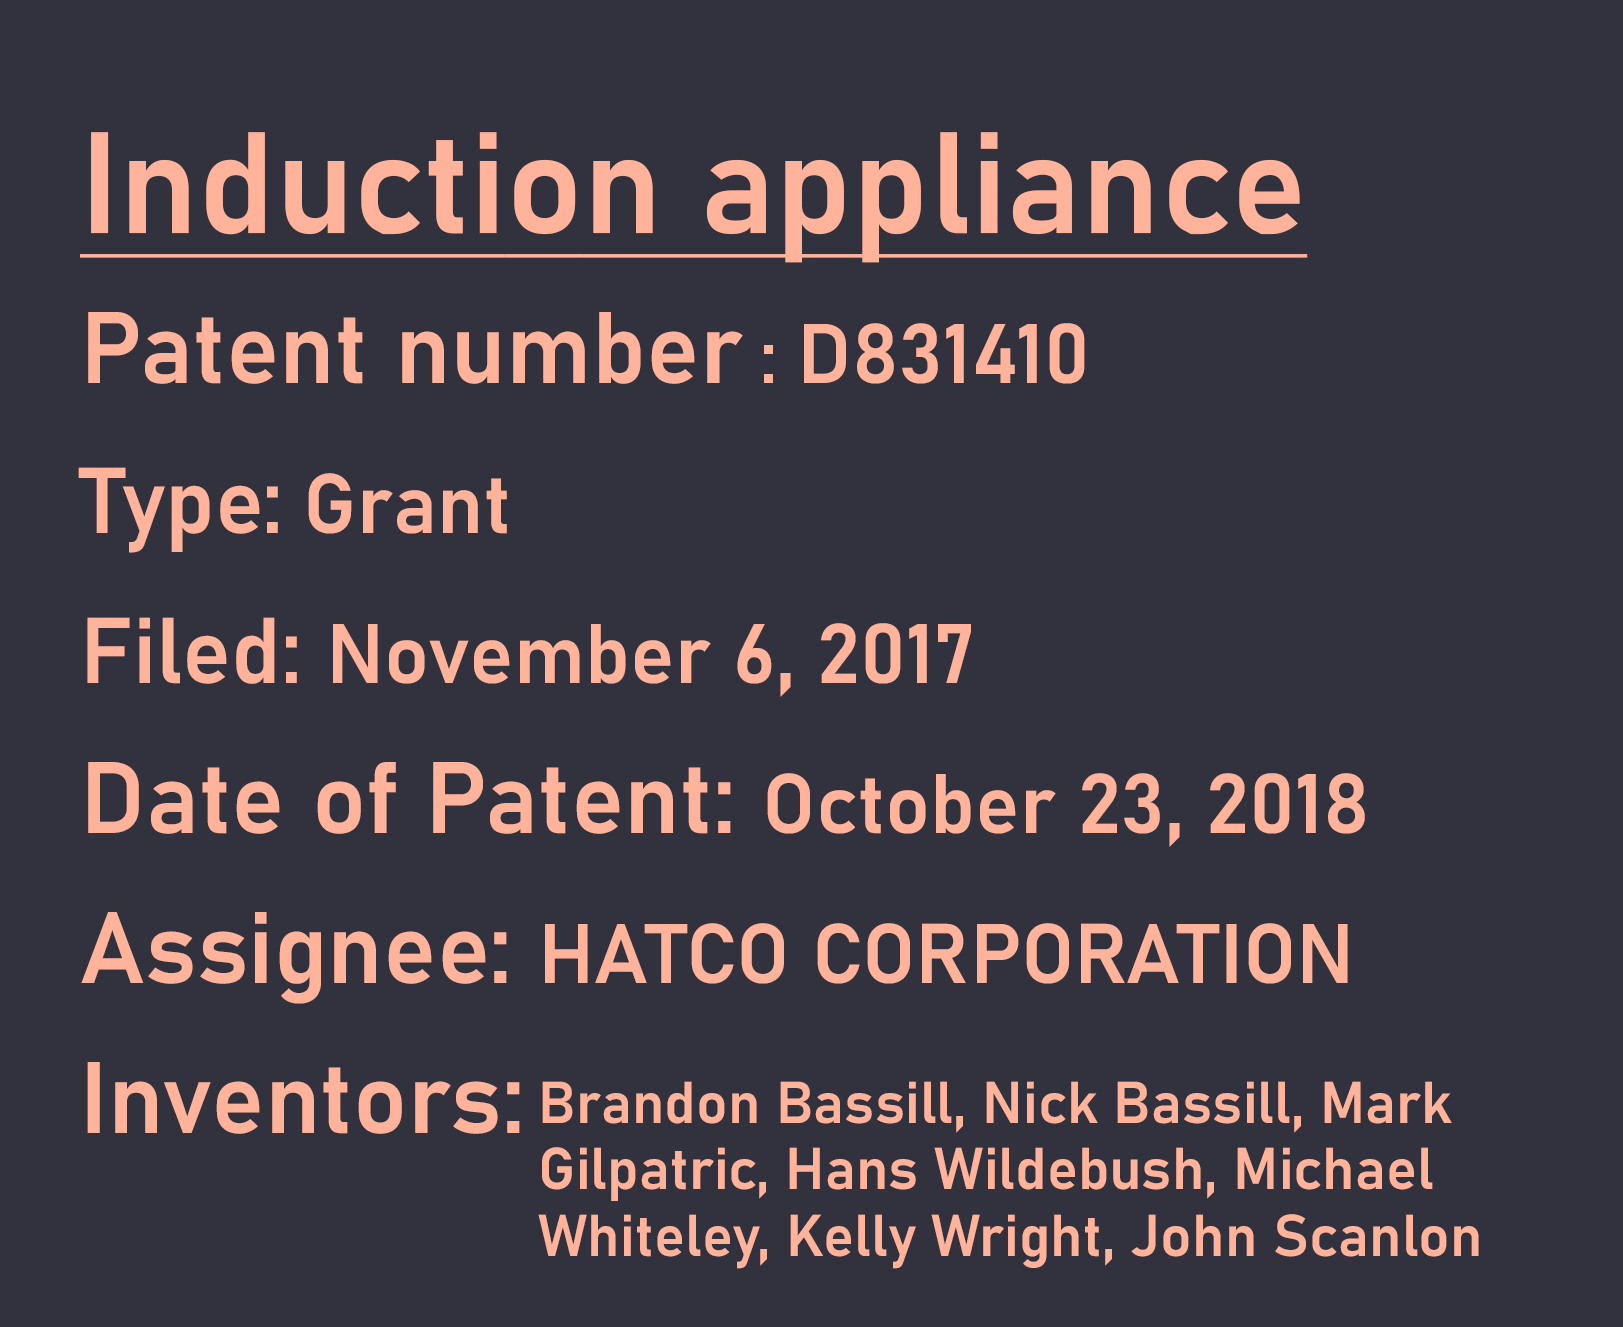 Induction appliance
Patent number : D831410
Type: Grant
Filed: November 6, 2017
Date of Patent: October 23, 2018
Assignee: HATCO CORPORATION
Inventors: Brandon Bassill, Nick Bassill, Mark
Gilpatric, Hans Wildebush, Michael
Whiteley, Kelly Wright, John Scanlon